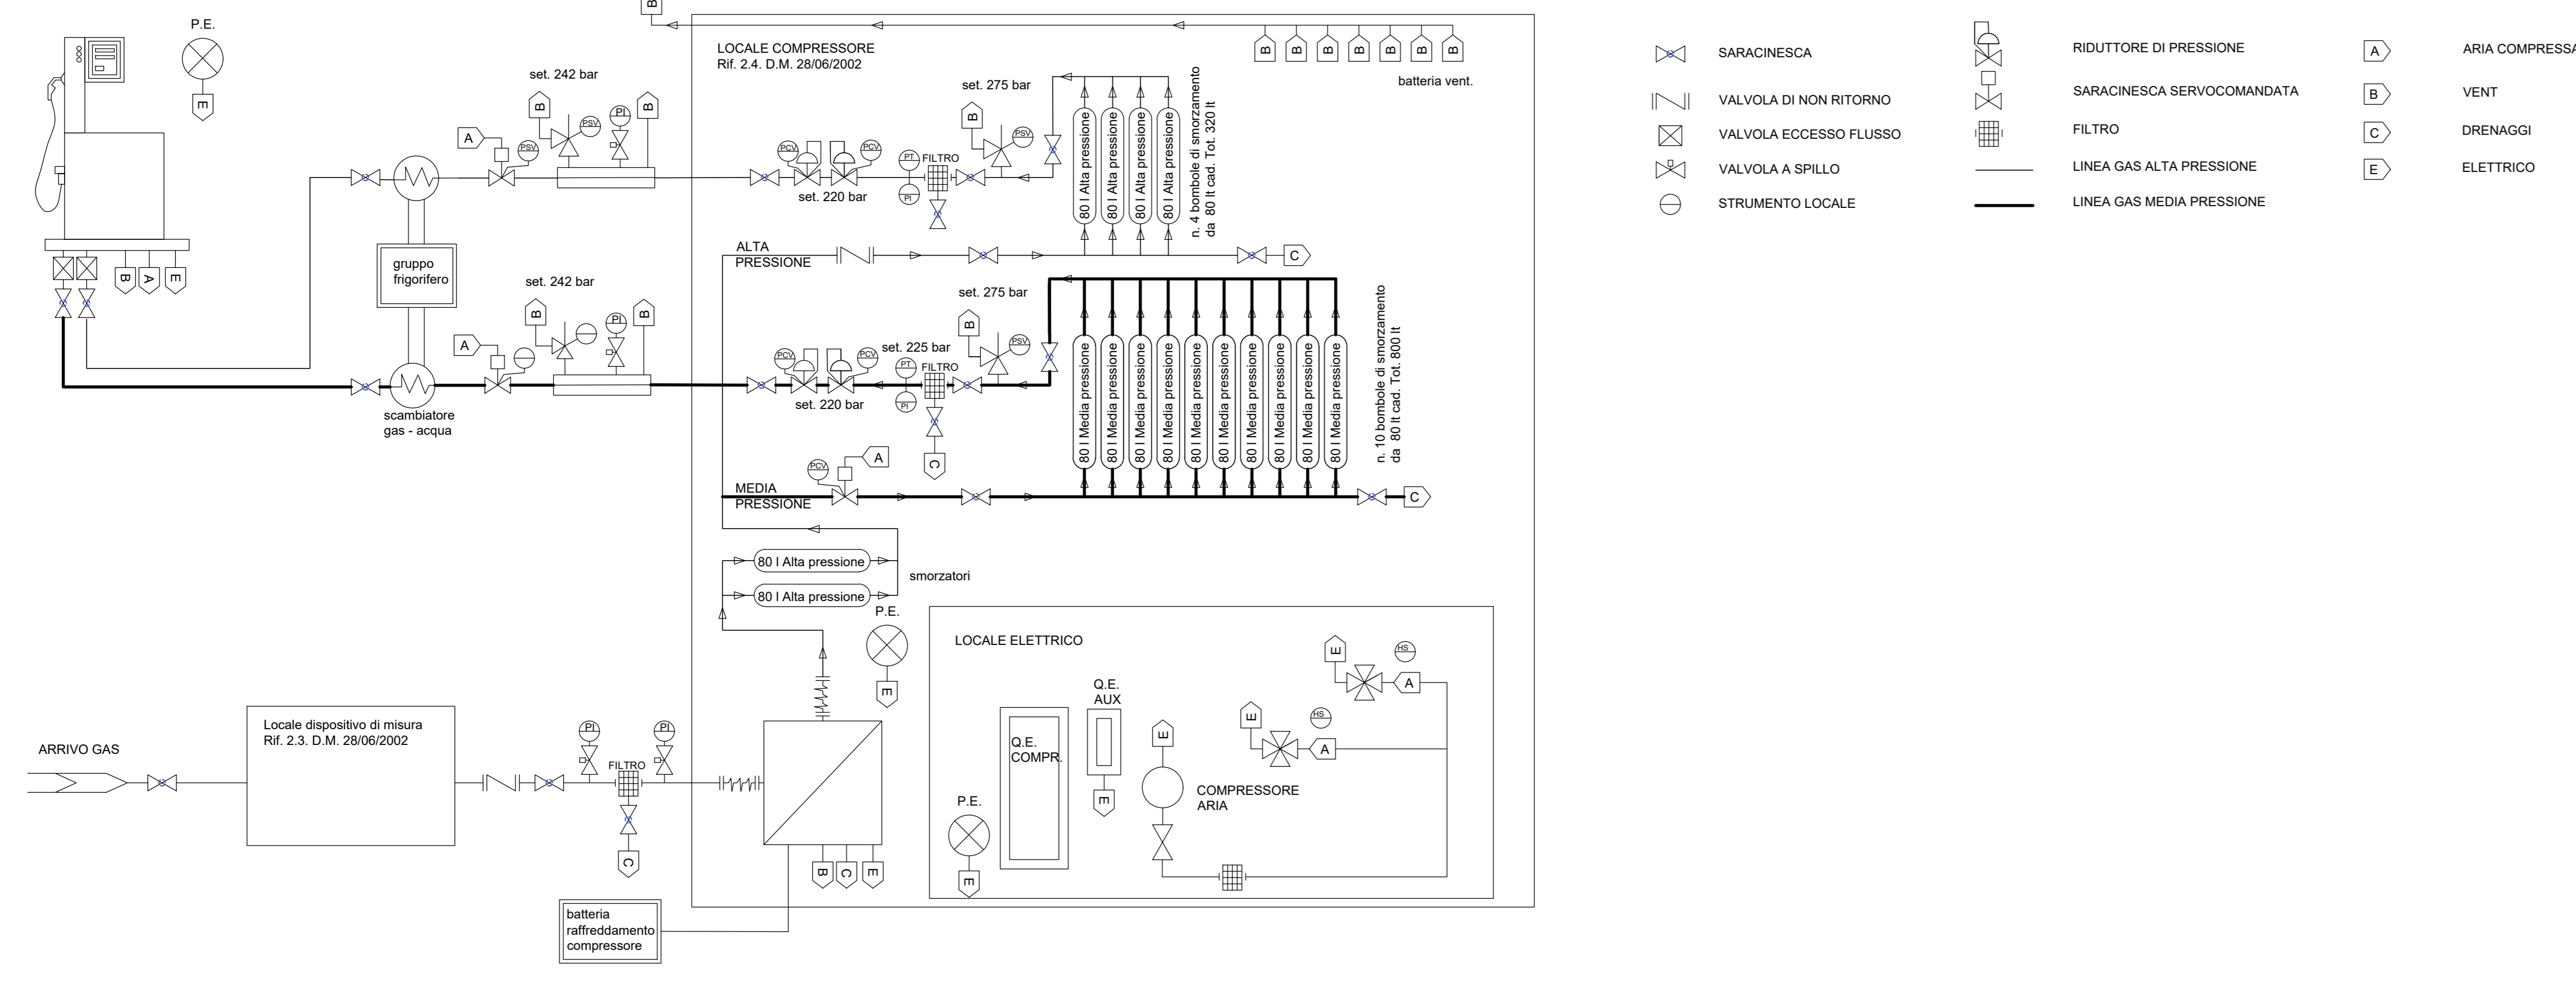 B
P.E.
E
LOCALE COMPRESSORE
Rif. 2.4. D.M. 28/06/2002
B
B
B
B
B
B
B
batteria vent.
set. 242 bar
A
PSV
B
PSV
PI
B
set. 275 bar
B
PSV
PCV
PCV
PT
PI
FILTRO
set. 220 bar
80 l Alta pressione
80 l Alta pressione
80 l Alta pressione
80 l Alta pressione
n. 4 bombole di smorzamento
da 80 lt cad. Tot. 320 lt
B
A
E
gruppo
frigorifero
ALTA
PRESSIONE
C
set. 242 bar
A
B
PI
B
set. 275 bar
B
PSV
set. 225 bar
PCV
PCV
PT
PI
FILTRO
set. 220 bar
C
scambiatore
gas - acqua
80 l Media pressione
80 l Media pressione
80 l Media pressione
80 l Media pressione
80 l Media pressione
80 l Media pressione
80 l Media pressione
80 l Media pressione
80 l Media pressione
80 l Media pressione
n. 10 bombole di smorzamento
da 80 lt cad. Tot. 800 lt
PCV
A
MEDIA
PRESSIONE
C
80 l Alta pressione
80 l Alta pressione
smorzatori
P.E.
E
LOCALE ELETTRICO
E
HS
A
E
HS
A
Q.E.
AUX
E
Q.E.
COMPR.
E
COMPRESSORE
ARIA
P.E.
E
ARRIVO GAS
Locale dispositivo di misura
Rif. 2.3. D.M. 28/06/2002
PI
FILTRO
PI
C
B
C
E
batteria
raffreddamento
compressore
SARACINESCA
VALVOLA DI NON RITORNO
VALVOLA ECCESSO FLUSSO
VALVOLA A SPILLO
STRUMENTO LOCALE
RIDUTTORE DI PRESSIONE
SARACINESCA SERVOCOMANDATA
FILTRO
LINEA GAS ALTA PRESSIONE
LINEA GAS MEDIA PRESSIONE
A ARIA COMPRESSA
B VENT
C DRENAGGI
E ELETTRICO